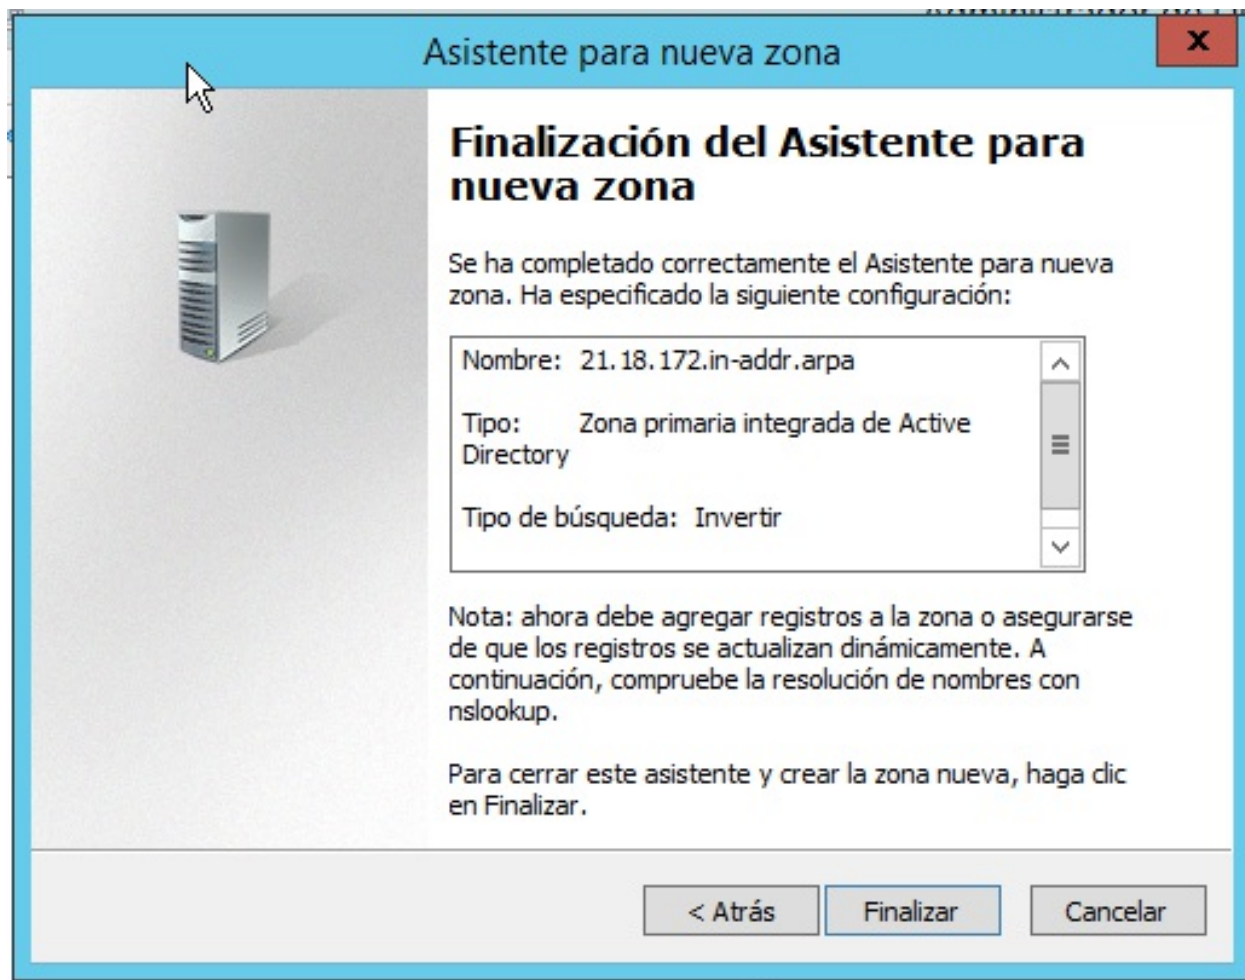 Asistente para nueva zona
X
Finalización del Asistente para
nueva zona
Se ha completado correctamente el Asistente para nueva
zona. Ha especificado la siguiente configuración:
Nombre: 21.18.172.in-addr.arpa
Tipo: Zona primaria integrada de Active
Directory
Tipo de búsqueda: Invertir
Nota: ahora debe agregar registros a la zona o asegurarse
de que los registros se actualizan dinámicamente. A
continuación, compruebe la resolución de nombres con
nslookup.
Para cerrar este asistente y crear la zona nueva, haga clic
en Finalizar.
< Atrás
Finalizar
Cancelar